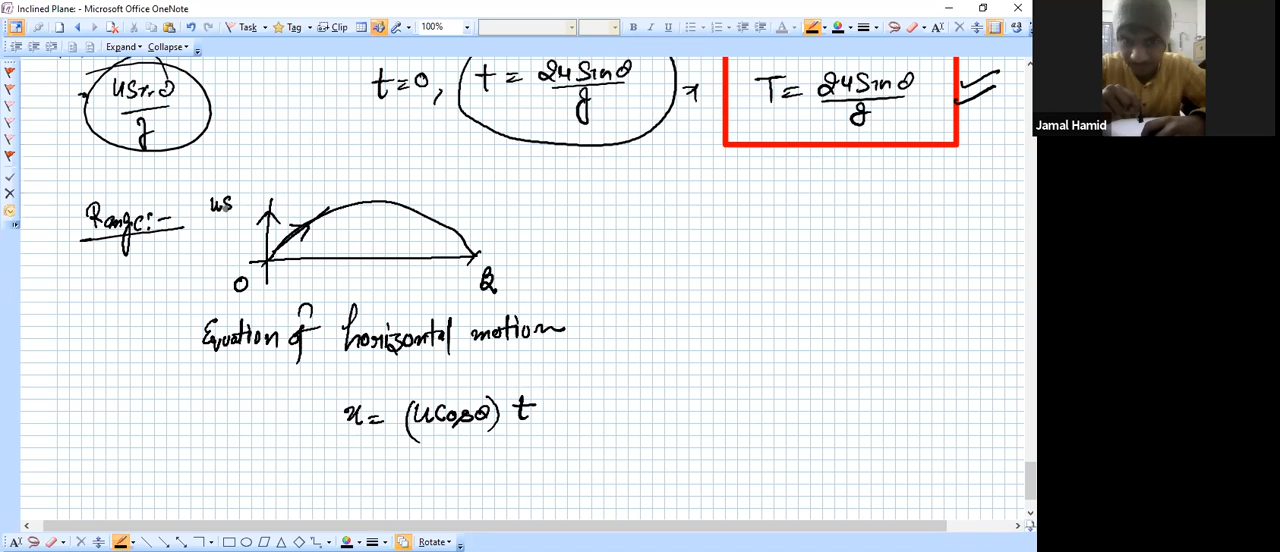 Inclined Plane: - Microsoft Office OneNote
Task Tag Clip 100% B I U
Expand Collapse
uSinθ/g
t=0, t = 2uSinθ/g
T = 2uSinθ/g
Range:-
us
O
Equation of horizontal motion
x = (uCosθ) t
Rotate
Jamal Hamid